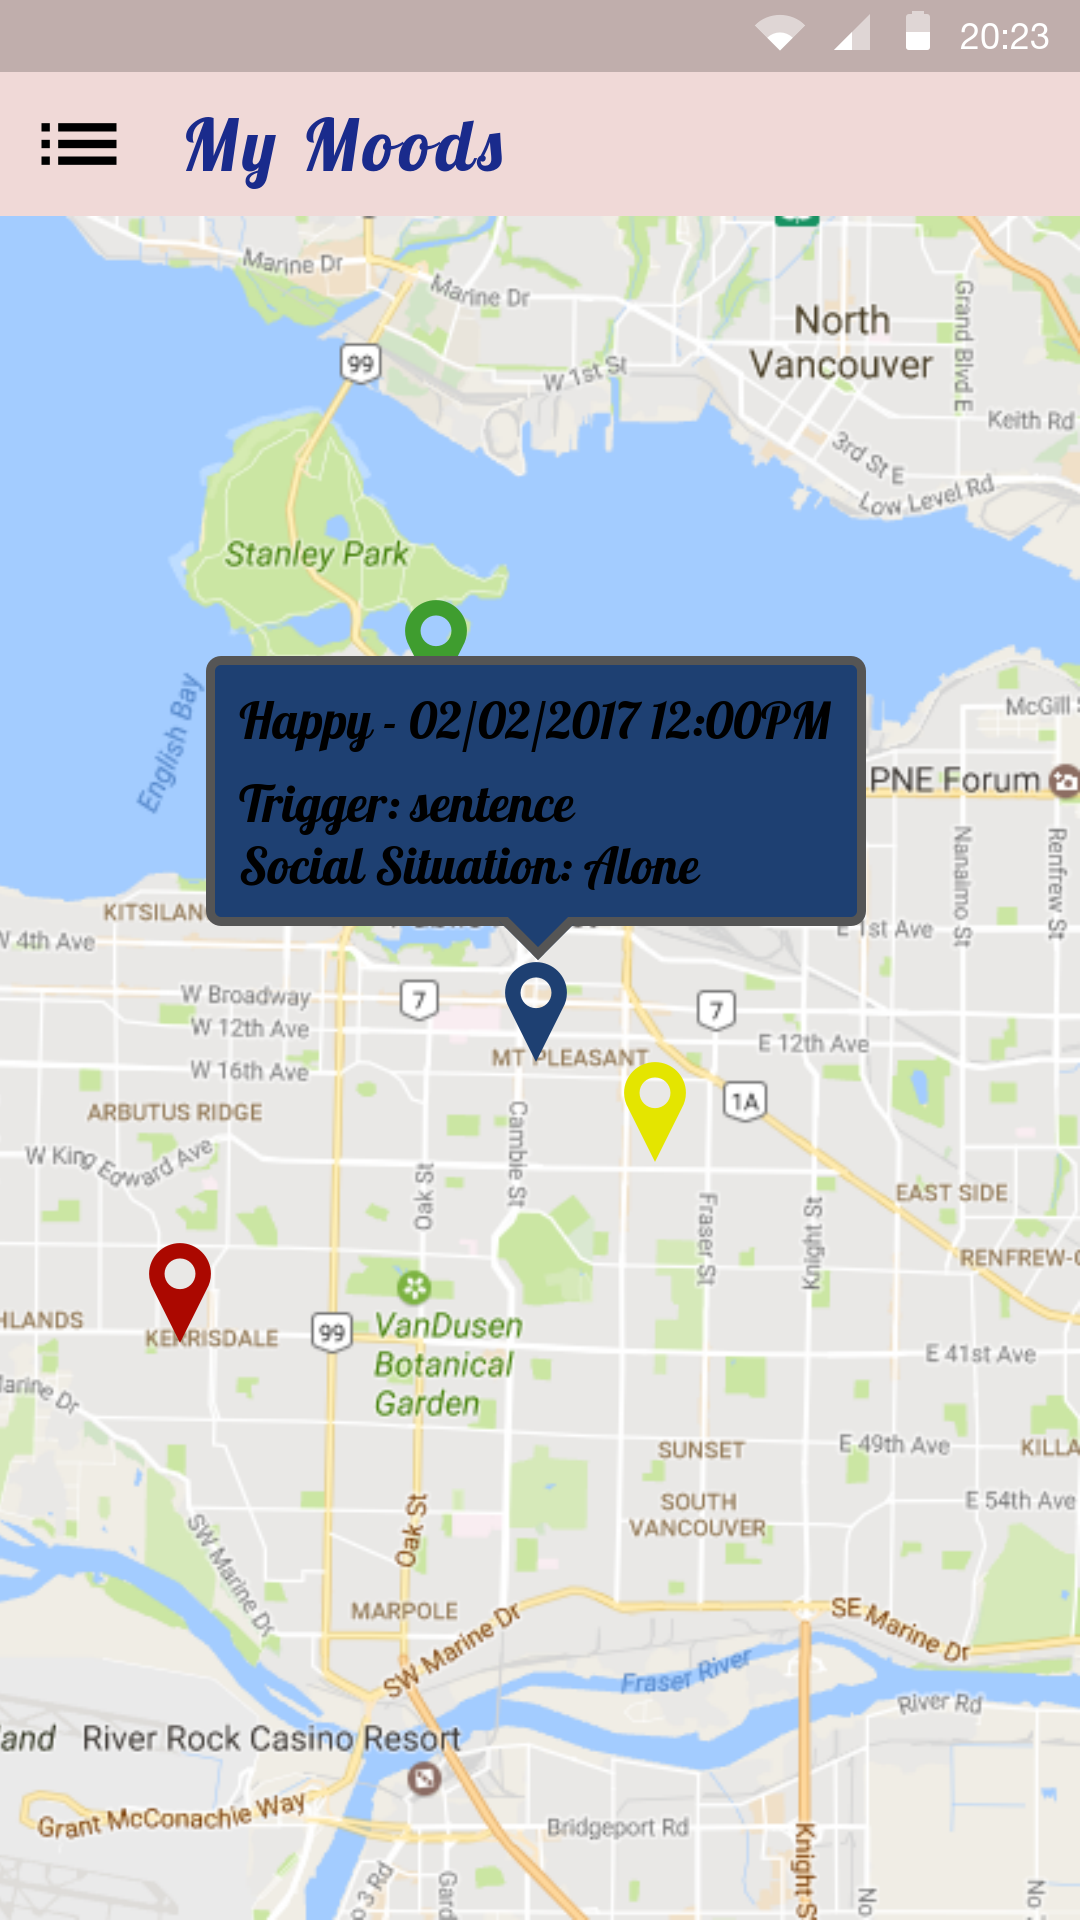 20:23
My Moods
Marine Dr
Marine Dr
North
Vancouver
Grand Blvd E
99
W 1st St
Keith Rd
3rd St E
Low Level Rd
Stanley Park
English Bay
McGill
Happy - 02/02/2017 12:00PM
Trigger: sentence
Social Situation: Alone
PNE Forum
Nanaimo St
Renfrew St
KITSILAN
W 4th Ave
E 1st Ave
W Broadway
7
7
W 12th Ave
E 12th Ave
MT PLEASANT
W 16th Ave
1A
ARBUTUS RIDGE
Cambie St
W King Edward Ave
Oak St
EAST SIDE
Fraser St
Knight St
RENFREW-C
HLANDS
KERRISDALE
99
VanDusen
Botanical
Garden
E 41st Ave
Marine Dr
SUNSET
E 49th Ave
KILLA
SOUTH
VANCOUVER
E 54th Ave
SW Marine Dr
Oak St
MARPOLE
SW Marine Dr
SE Marine Dr
Fraser River
River Rd
and
River Rock Casino Resort
Grant McConachie Way
Bridgeport Rd
Knight S
o 3 Rd
Gard
No
No